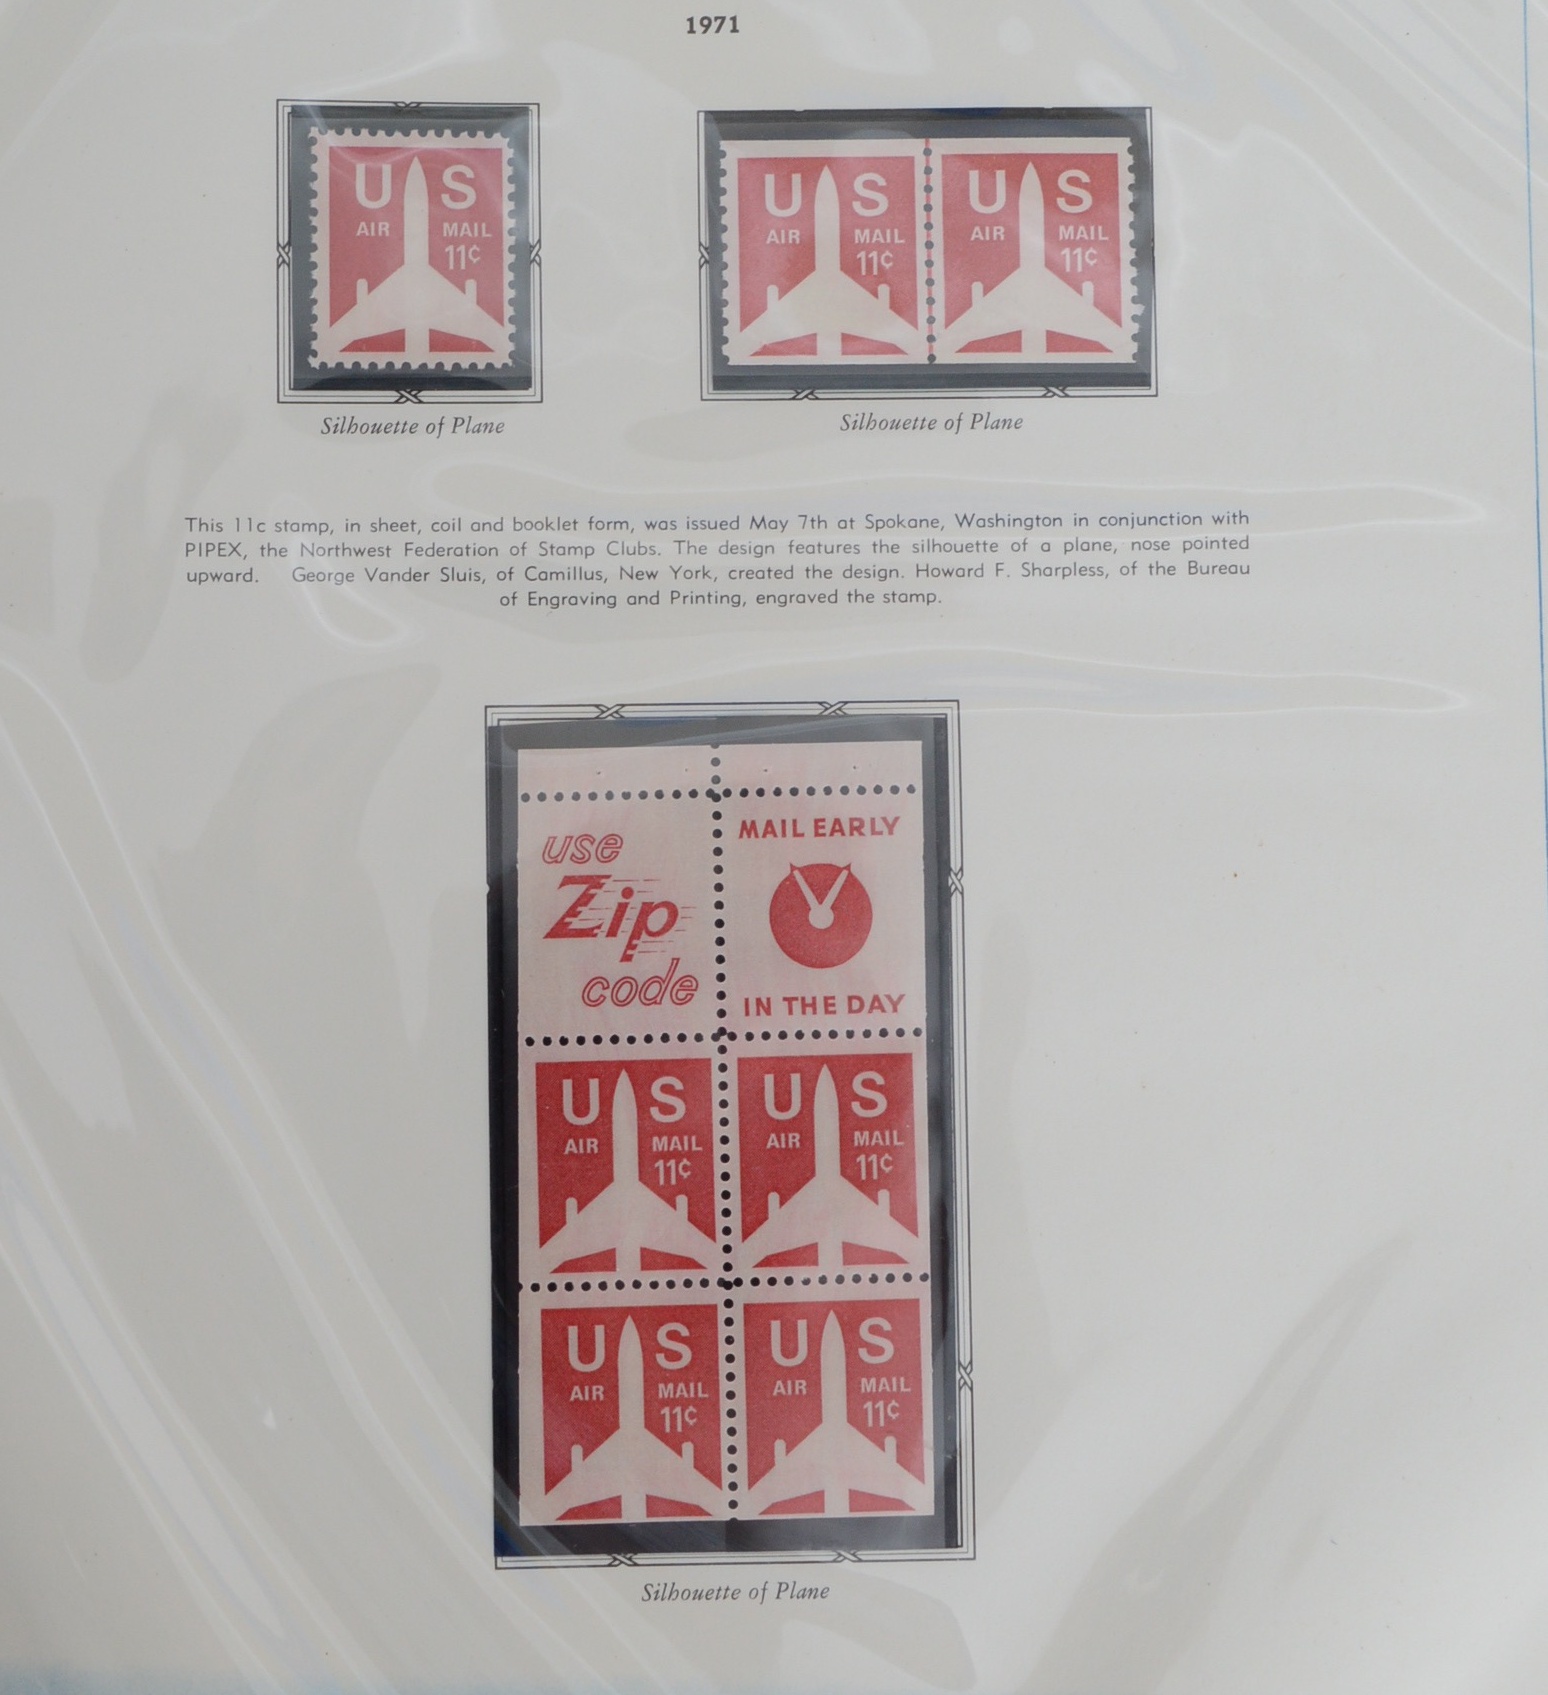 1971
U S
AIR MAIL
11¢
U S
AIR MAIL
11¢
U S
AIR MAIL
11¢
Silhouette of Plane
Silhouette of Plane
This 11c stamp, in sheet, coil and booklet form, was issued May 7th at Spokane, Washington in conjunction with
PIPEX, the Northwest Federation of Stamp Clubs. The design features the silhouette of a plane, nose pointed
upward. George Vander Sluis, of Camillus, New York, created the design. Howard F. Sharpless, of the Bureau
of Engraving and Printing, engraved the stamp.
use
Zip
code
MAIL EARLY
IN THE DAY
U S
AIR MAIL
11¢
U S
AIR MAIL
11¢
U S
AIR MAIL
11¢
U S
AIR MAIL
11¢
Silhouette of Plane